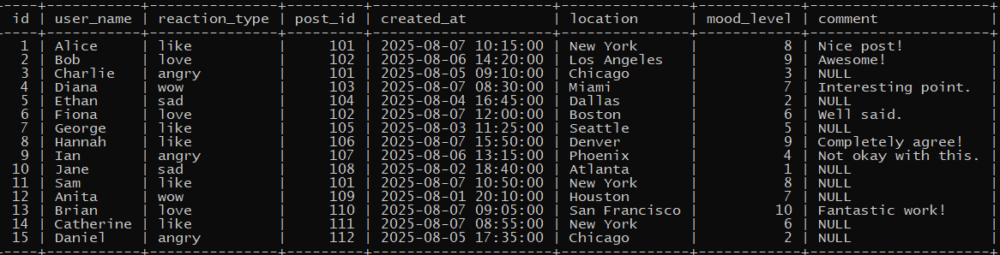 id | user_name | reaction_type | post_id | created_at | location | mood_level | comment
1 | Alice | like | 101 | 2025-08-07 10:15:00 | New York | 8 | Nice post!
2 | Bob | love | 102 | 2025-08-06 14:20:00 | Los Angeles | 9 | Awesome!
3 | Charlie | angry | 101 | 2025-08-05 09:10:00 | Chicago | 3 | NULL
4 | Diana | wow | 103 | 2025-08-07 08:30:00 | Miami | 7 | Interesting point.
5 | Ethan | sad | 104 | 2025-08-04 16:45:00 | Dallas | 2 | NULL
6 | Fiona | love | 102 | 2025-08-07 12:00:00 | Boston | 6 | Well said.
7 | George | like | 105 | 2025-08-03 11:25:00 | Seattle | 5 | NULL
8 | Hannah | like | 106 | 2025-08-07 15:50:00 | Denver | 9 | Completely agree!
9 | Ian | angry | 107 | 2025-08-06 13:15:00 | Phoenix | 4 | Not okay with this.
10 | Jane | sad | 108 | 2025-08-02 18:40:00 | Atlanta | 1 | NULL
11 | Sam | like | 101 | 2025-08-07 10:50:00 | New York | 8 | NULL
12 | Anita | wow | 109 | 2025-08-01 20:10:00 | Houston | 7 | NULL
13 | Brian | love | 110 | 2025-08-07 09:05:00 | San Francisco | 10 | Fantastic work!
14 | Catherine | like | 111 | 2025-08-07 08:55:00 | New York | 6 | NULL
15 | Daniel | angry | 112 | 2025-08-05 17:35:00 | Chicago | 2 | NULL